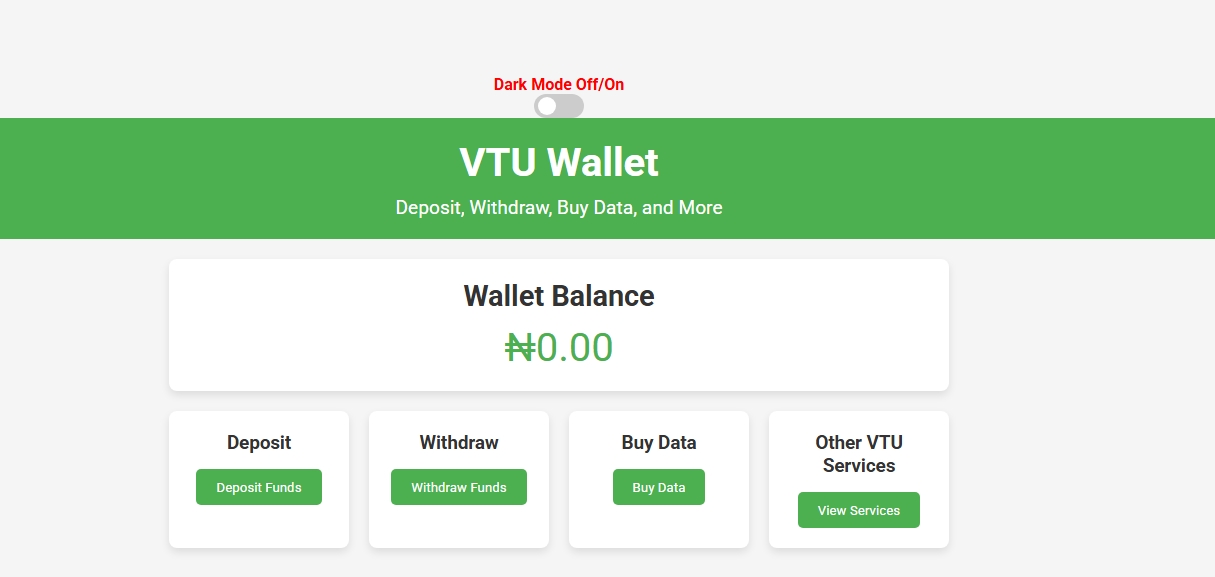 Dark Mode Off/On
VTU Wallet
Deposit, Withdraw, Buy Data, and More
Wallet Balance
₦0.00
Deposit
Deposit Funds
Withdraw
Withdraw Funds
Buy Data
Buy Data
Other VTU
Services
View Services